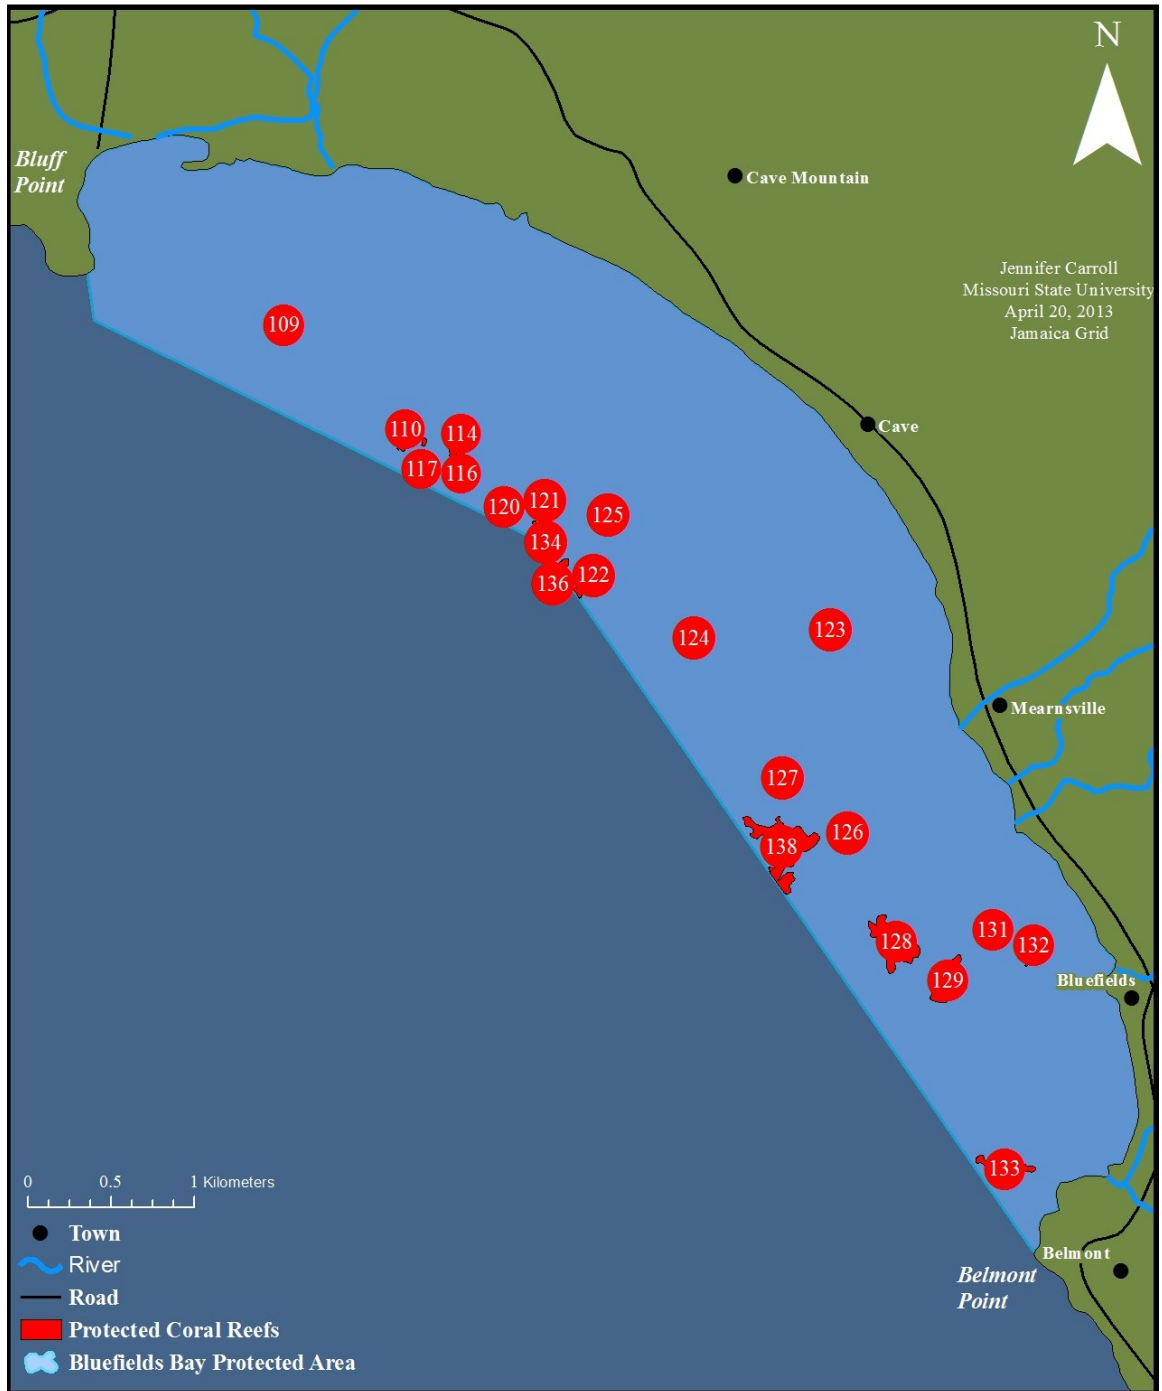 N
Bluff
Point
Cave Mountain
Jennifer Carroll
Missouri State University
April 20, 2013
Jamaica Grid
109
110
114
Cave
117
116
120
121
125
134
136
122
124
123
Mearnsville
127
138
126
128
131
132
129
Bluefields
133
0 0.5 1 Kilometers
Town
River
Road
Protected Coral Reefs
Bluefields Bay Protected Area
Belmont
Belmont
Point